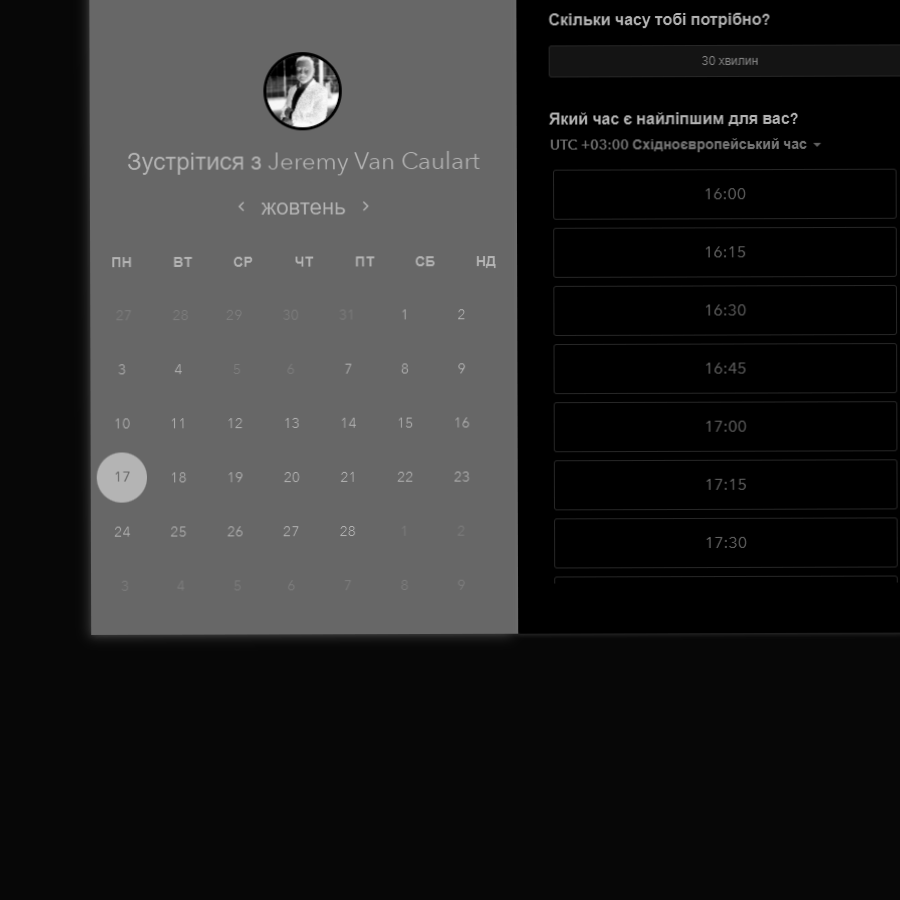 Зустрітися з Jeremy Van Caulart
жовтень
ПН ВТ СР ЧТ ПТ СБ НД
27 28 29 30 31 1 2
3 4 5 6 7 8 9
10 11 12 13 14 15 16
17 18 19 20 21 22 23
24 25 26 27 28 1 2
3 4 5 6 7 8 9
Скільки часу тобі потрібно?
30 хвилин
Який час є найліпшим для вас?
UTC +03:00 Східноєвропейський час
16:00
16:15
16:30
16:45
17:00
17:15
17:30